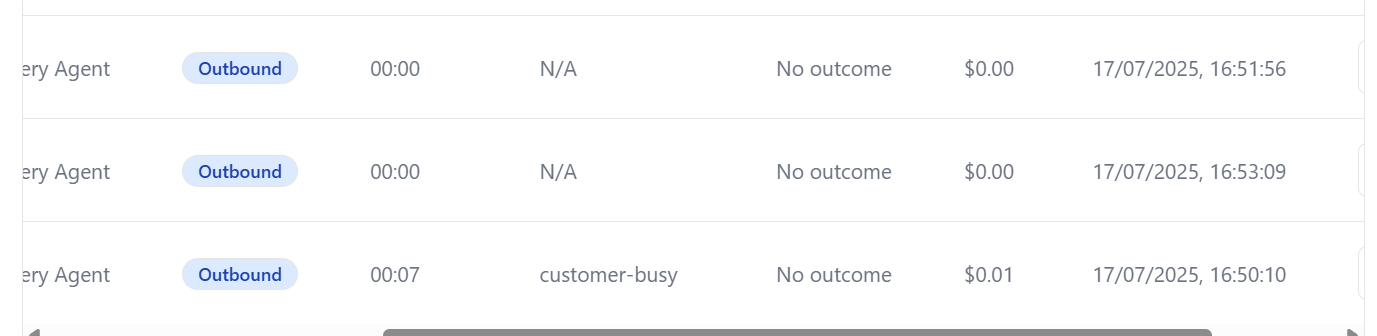 ery Agent Outbound 00:00 N/A No outcome $0.00 17/07/2025, 16:51:56
ery Agent Outbound 00:00 N/A No outcome $0.00 17/07/2025, 16:53:09
ery Agent Outbound 00:07 customer-busy No outcome $0.01 17/07/2025, 16:50:10